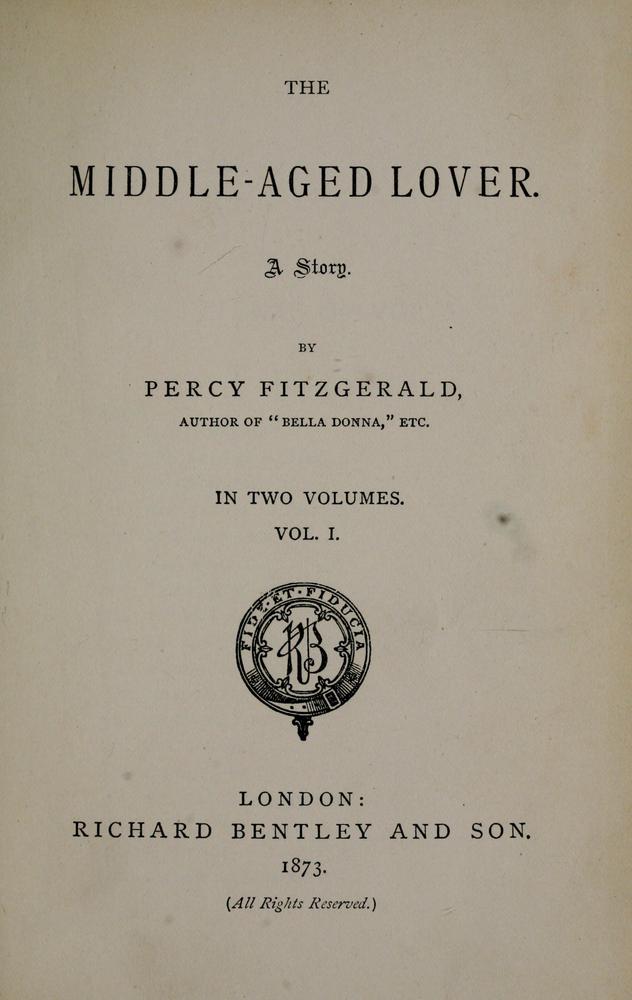 THE
MIDDLE-AGED LOVER.
A Story.
BY
PERCY FITZGERALD,
AUTHOR OF "BELLA DONNA," ETC.
IN TWO VOLUMES.
VOL. I.
FIDE·ET·FIDUCIA
RB
LONDON:
RICHARD BENTLEY AND SON.
1873.
(All Rights Reserved.)